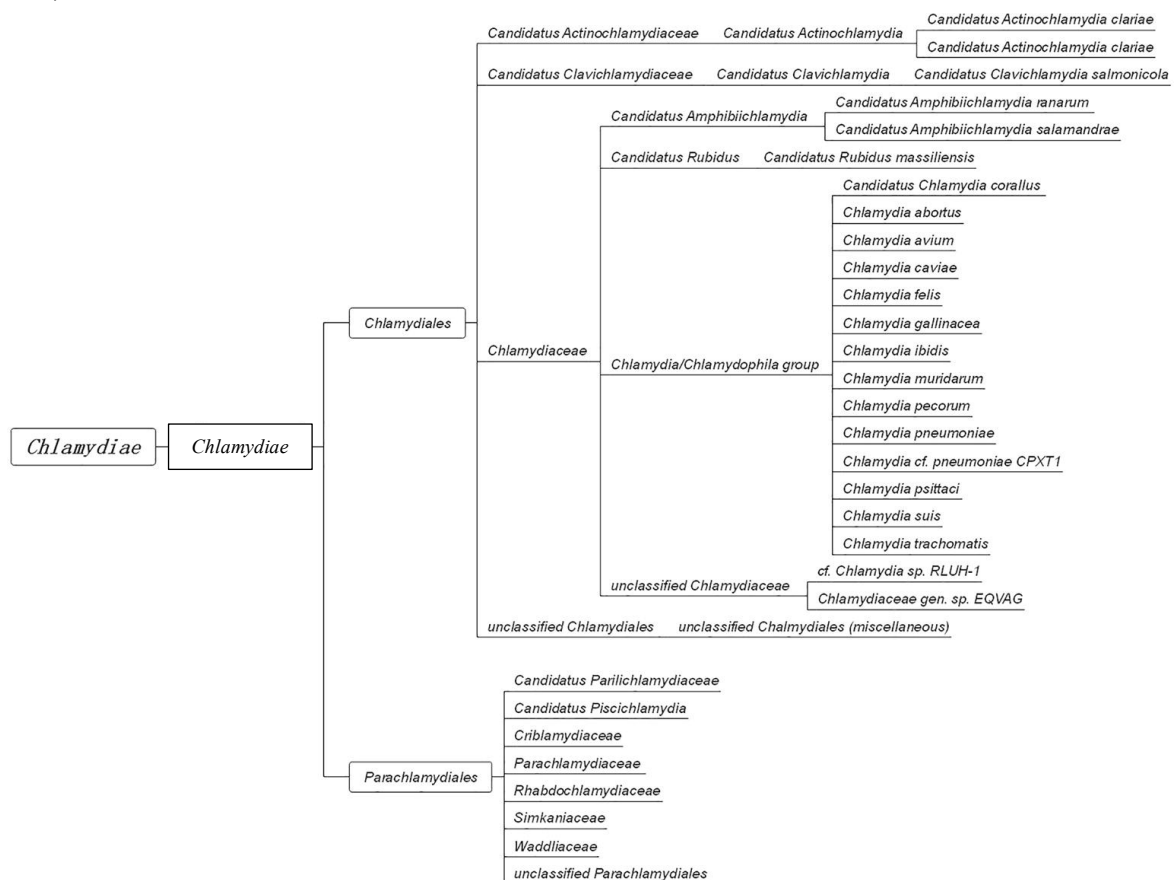 Candidatus Actinochlamydiaceae Candidatus Actinochlamydia
Candidatus Actinochlamydia clariae
Candidatus Actinochlamydia clariae
Candidatus Clavichlamydiaceae Candidatus Clavichlamydia Candidatus Clavichlamydia salmonicola
Candidatus Amphibiichlamydia
Candidatus Amphibiichlamydia ranarum
Candidatus Amphibiichlamydia salamandrae
Candidatus Rubidus Candidatus Rubidus massiliensis
Candidatus Chlamydia corallus
Chlamydia abortus
Chlamydia avium
Chlamydia caviae
Chlamydia felis
Chlamydiales
Chlamydia gallinacea
Chlamydiaceae
Chlamydia ibidis
Chlamydia/Chlamydophila group
Chlamydia muridarum
Chlamydia pecorum
Chlamydia pneumoniae
Chlamydiae
Chlamydiae
Chlamydia cf. pneumoniae CPXT1
Chlamydia psittaci
Chlamydia suis
Chlamydia trachomatis
unclassified Chlamydiaceae
cf. Chlamydia sp. RLUH-1
Chlamydiaceae gen. sp. EQVAG
unclassified Chlamydiales unclassified Chalmydiales (miscellaneous)
Candidatus Parilichlamydiaceae
Candidatus Piscichlamydia
Criblamydiaceae
Parachlamydiaceae
Parachlamydiales
Rhabdochlamydiaceae
Simkaniaceae
Waddliaceae
unclassified Parachlamydiales